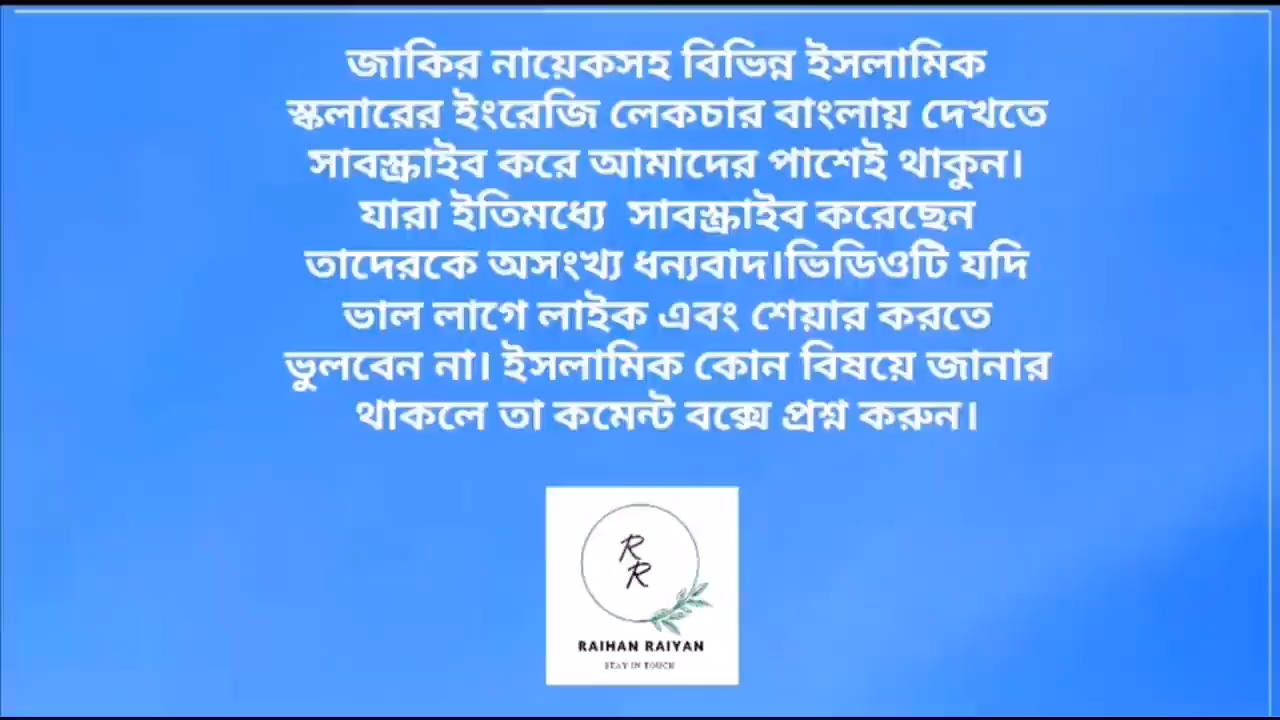 জাকির নায়েকসহ বিভিন্ন ইসলামিক
স্কলারের ইংরেজি লেকচার বাংলায় দেখতে
সাবস্ক্রাইব করে আমাদের পাশেই থাকুন।
যারা ইতিমধ্যে সাবস্ক্রাইব করেছেন
তাদেরকে অসংখ্য ধন্যবাদ।ভিডিওটি যদি
ভাল লাগে লাইক এবং শেয়ার করতে
ভুলবেন না। ইসলামিক কোন বিষয়ে জানার
থাকলে তা কমেন্ট বক্সে প্রশ্ন করুন।
R
R
RAIHAN RAIYAN
STAY IN TOUCH